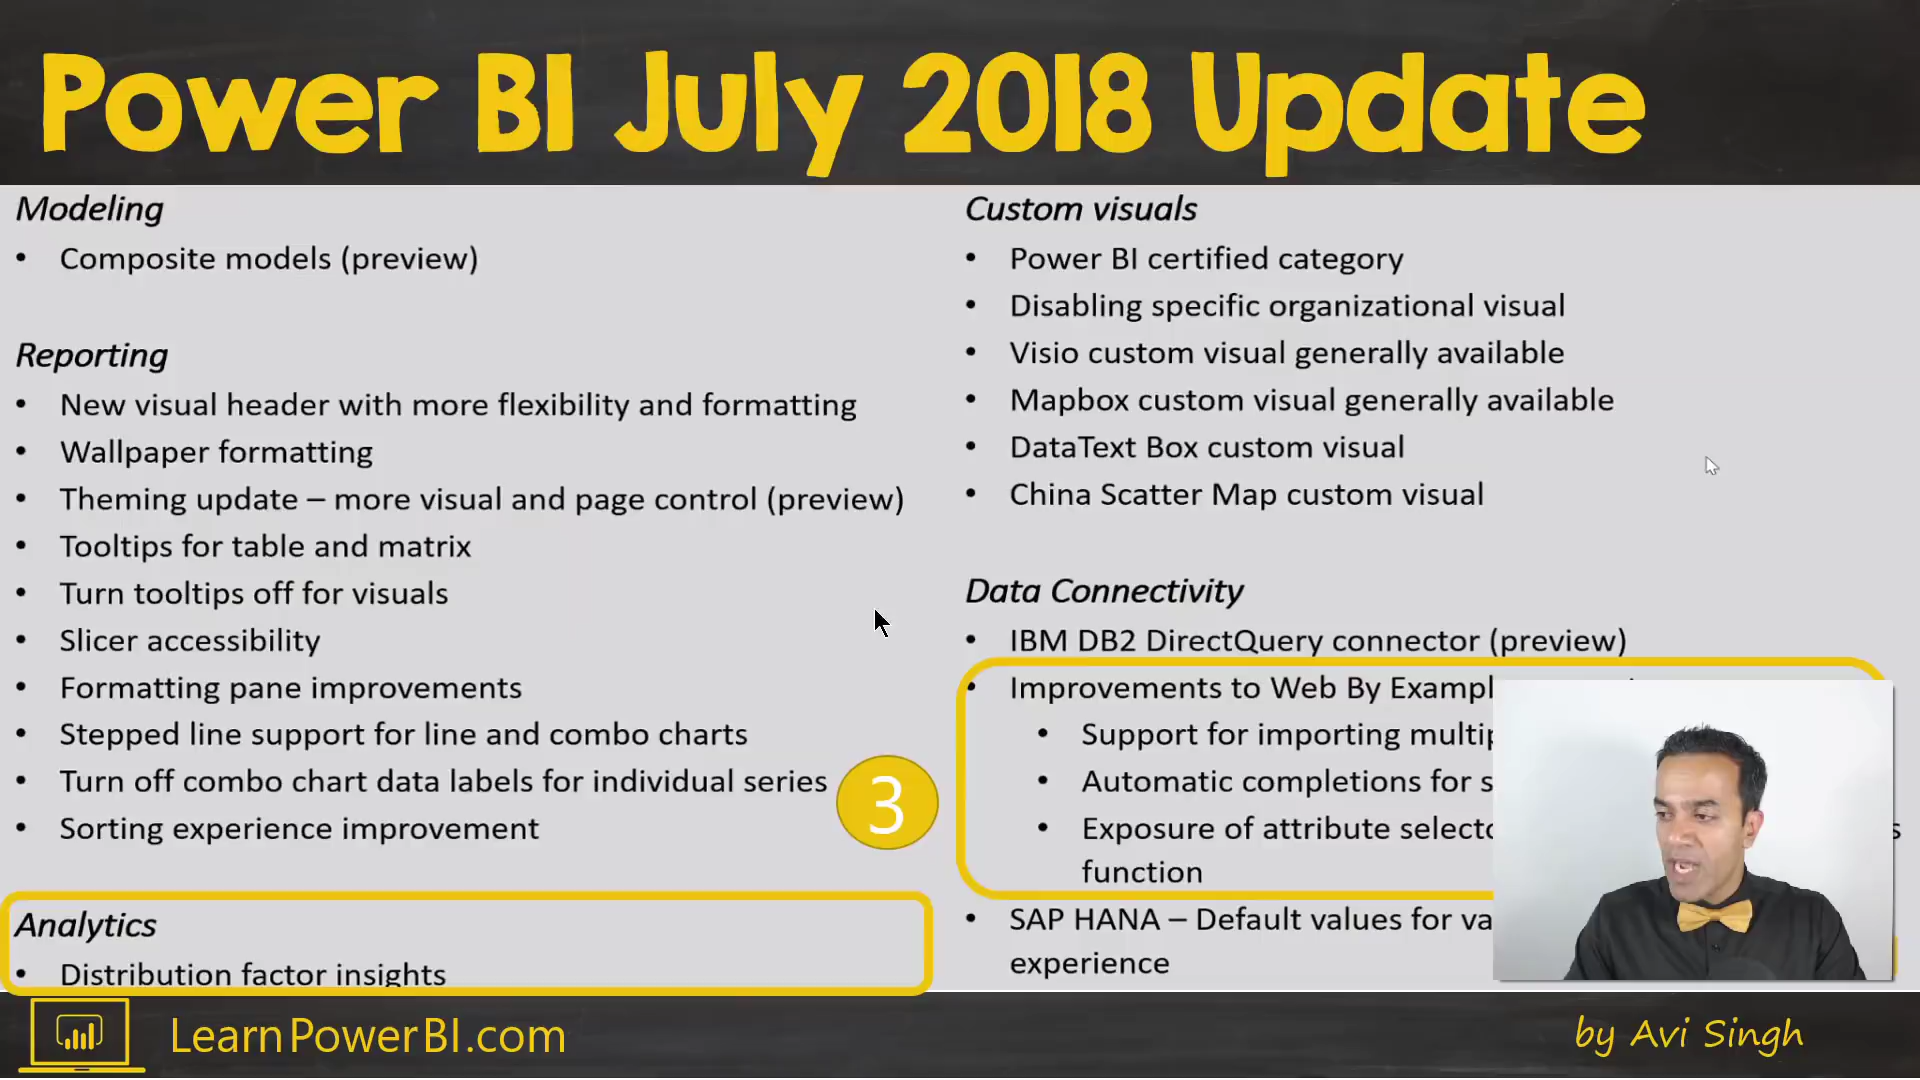 Power BI July 2018 Update
Modeling
• Composite models (preview)
Reporting
• New visual header with more flexibility and formatting
• Wallpaper formatting
• Theming update – more visual and page control (preview)
• Tooltips for table and matrix
• Turn tooltips off for visuals
• Slicer accessibility
• Formatting pane improvements
• Stepped line support for line and combo charts
• Turn off combo chart data labels for individual series
• Sorting experience improvement
3
Analytics
• Distribution factor insights
Custom visuals
• Power BI certified category
• Disabling specific organizational visual
• Visio custom visual generally available
• Mapbox custom visual generally available
• DataText Box custom visual
• China Scatter Map custom visual
Data Connectivity
• IBM DB2 DirectQuery connector (preview)
• Improvements to Web By
• Support for importing
• Automatic completions for
• Exposure of attribute
function
• SAP HANA – Default values for
experience
LearnPowerBI.com
by Avi Singh